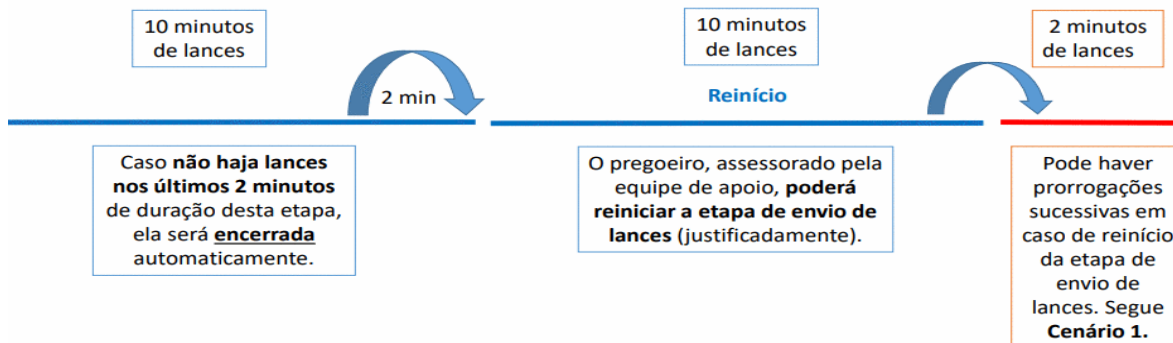 10 minutos
de lances
10 minutos
de lances
2 minutos
de lances
2 min
Reinício
Caso não haja lances
nos últimos 2 minutos
de duração desta etapa,
ela será encerrada
automaticamente.
O pregoeiro, assessorado pela
equipe de apoio, poderá
reiniciar a etapa de envio de
lances (justificadamente).
Pode haver
prorrogações
sucessivas em
caso de reinício
da etapa de
envio de
lances. Segue
Cenário 1.